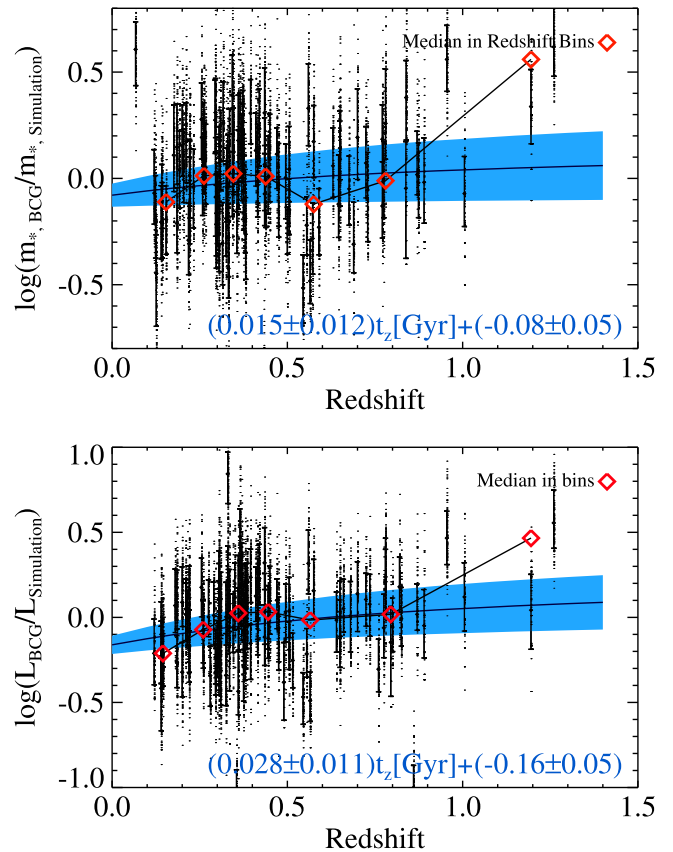 Median in Redshift Bins
0.5
0.0
-0.5
log(m*, BCG/m*, Simulation)
(0.015±0.012)tz[Gyr]+(-0.08±0.05)
0.0 0.5 1.0 1.5
Redshift
1.0
Median in bins
0.5
0.0
-0.5
-1.0
log(LBCG/LSimulation)
(0.028±0.011)tz[Gyr]+(-0.16±0.05)
0.0 0.5 1.0 1.5
Redshift